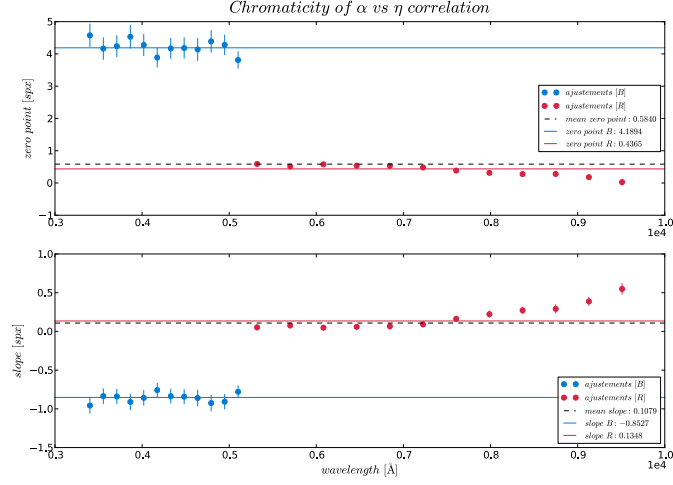 Chromaticity of α vs η correlation
5
4
3
2
1
0
−1
zero point [spx]
ajustements [B]
ajustements [R]
mean zero point : 0.5840
zero point B : 4.1894
zero point R : 0.4365
0.3 0.4 0.5 0.6 0.7 0.8 0.9 1.0
1e4
1.0
0.5
0.0
−0.5
−1.0
−1.5
slope [spx]
ajustements [B]
ajustements [R]
mean slope : 0.1079
slope B : −0.8527
slope R : 0.1348
0.3 0.4 0.5 0.6 0.7 0.8 0.9 1.0
1e4
wavelength [Å]